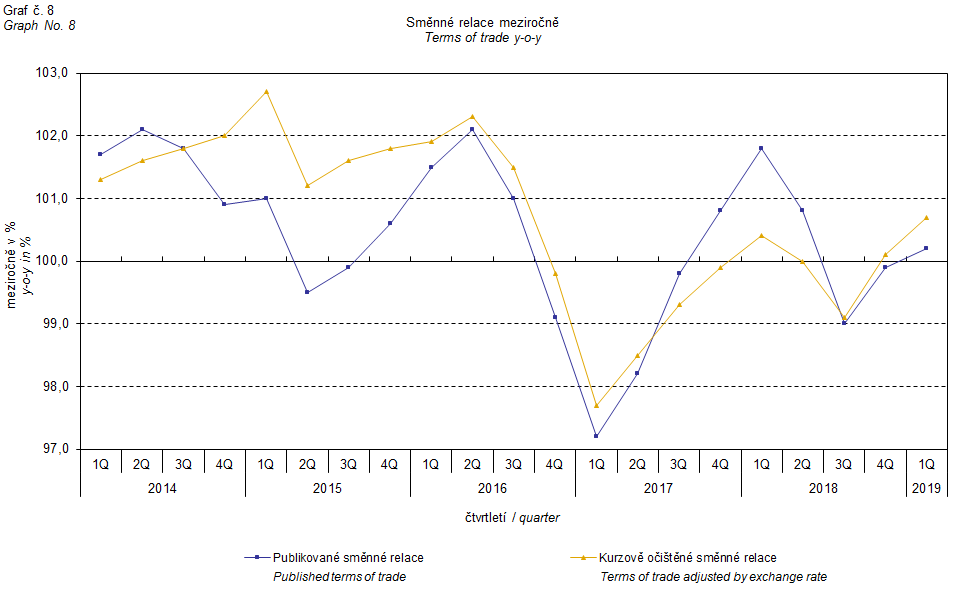 Graf č. 8
Graph No. 8
Směnné relace meziročně
Terms of trade y-o-y
meziročně v %
y-o-y in %
103,0
102,0
101,0
100,0
99,0
98,0
97,0
1Q 2Q 3Q 4Q 1Q 2Q 3Q 4Q 1Q 2Q 3Q 4Q 1Q 2Q 3Q 4Q 1Q 2Q 3Q 4Q 1Q
2014 2015 2016 2017 2018 2019
čtvrtletí / quarter
Publikované směnné relace
Published terms of trade
Kurzově očištěné směnné relace
Terms of trade adjusted by exchange rate